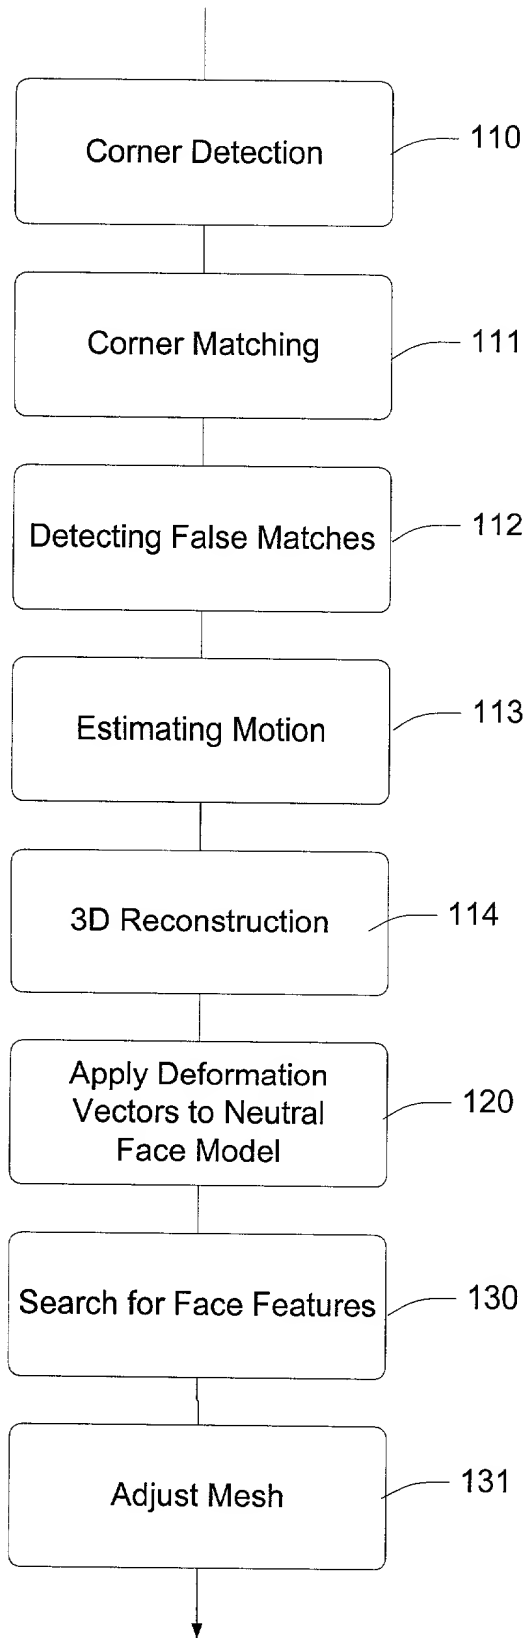 Corner Detection
110
Corner Matching
111
Detecting False Matches
112
Estimating Motion
113
3D Reconstruction
114
Apply Deformation
Vectors to Neutral
Face Model
120
Search for Face Features
130
Adjust Mesh
131